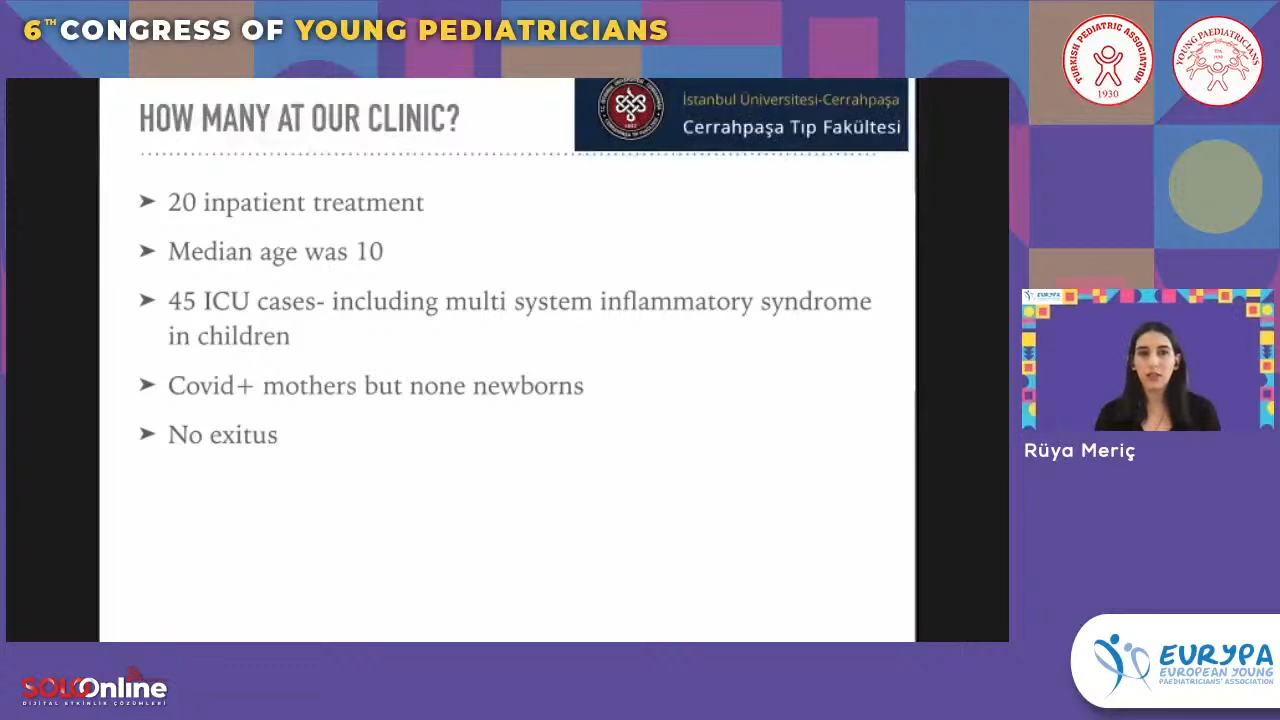 6TH CONGRESS OF YOUNG PEDIATRICIANS
TURKISH PEDIATRIC ASSOCIATION
1930
YOUNG PAEDIATRICIANS
HOW MANY AT OUR CLINIC?
İstanbul Üniversitesi-Cerrahpaşa
Cerrahpaşa Tıp Fakültesi
➤ 20 inpatient treatment
➤ Median age was 10
➤ 45 ICU cases- including multi system inflammatory syndrome
in children
➤ Covid+ mothers but none newborns
➤ No exitus
EURYPA
Rüya Meriç
SOLO Online
DİJİTAL ETKİNLİK ÇÖZÜMLERİ
EURYPA
EUROPEAN YOUNG
PAEDIATRICIANS' ASSOCIATION